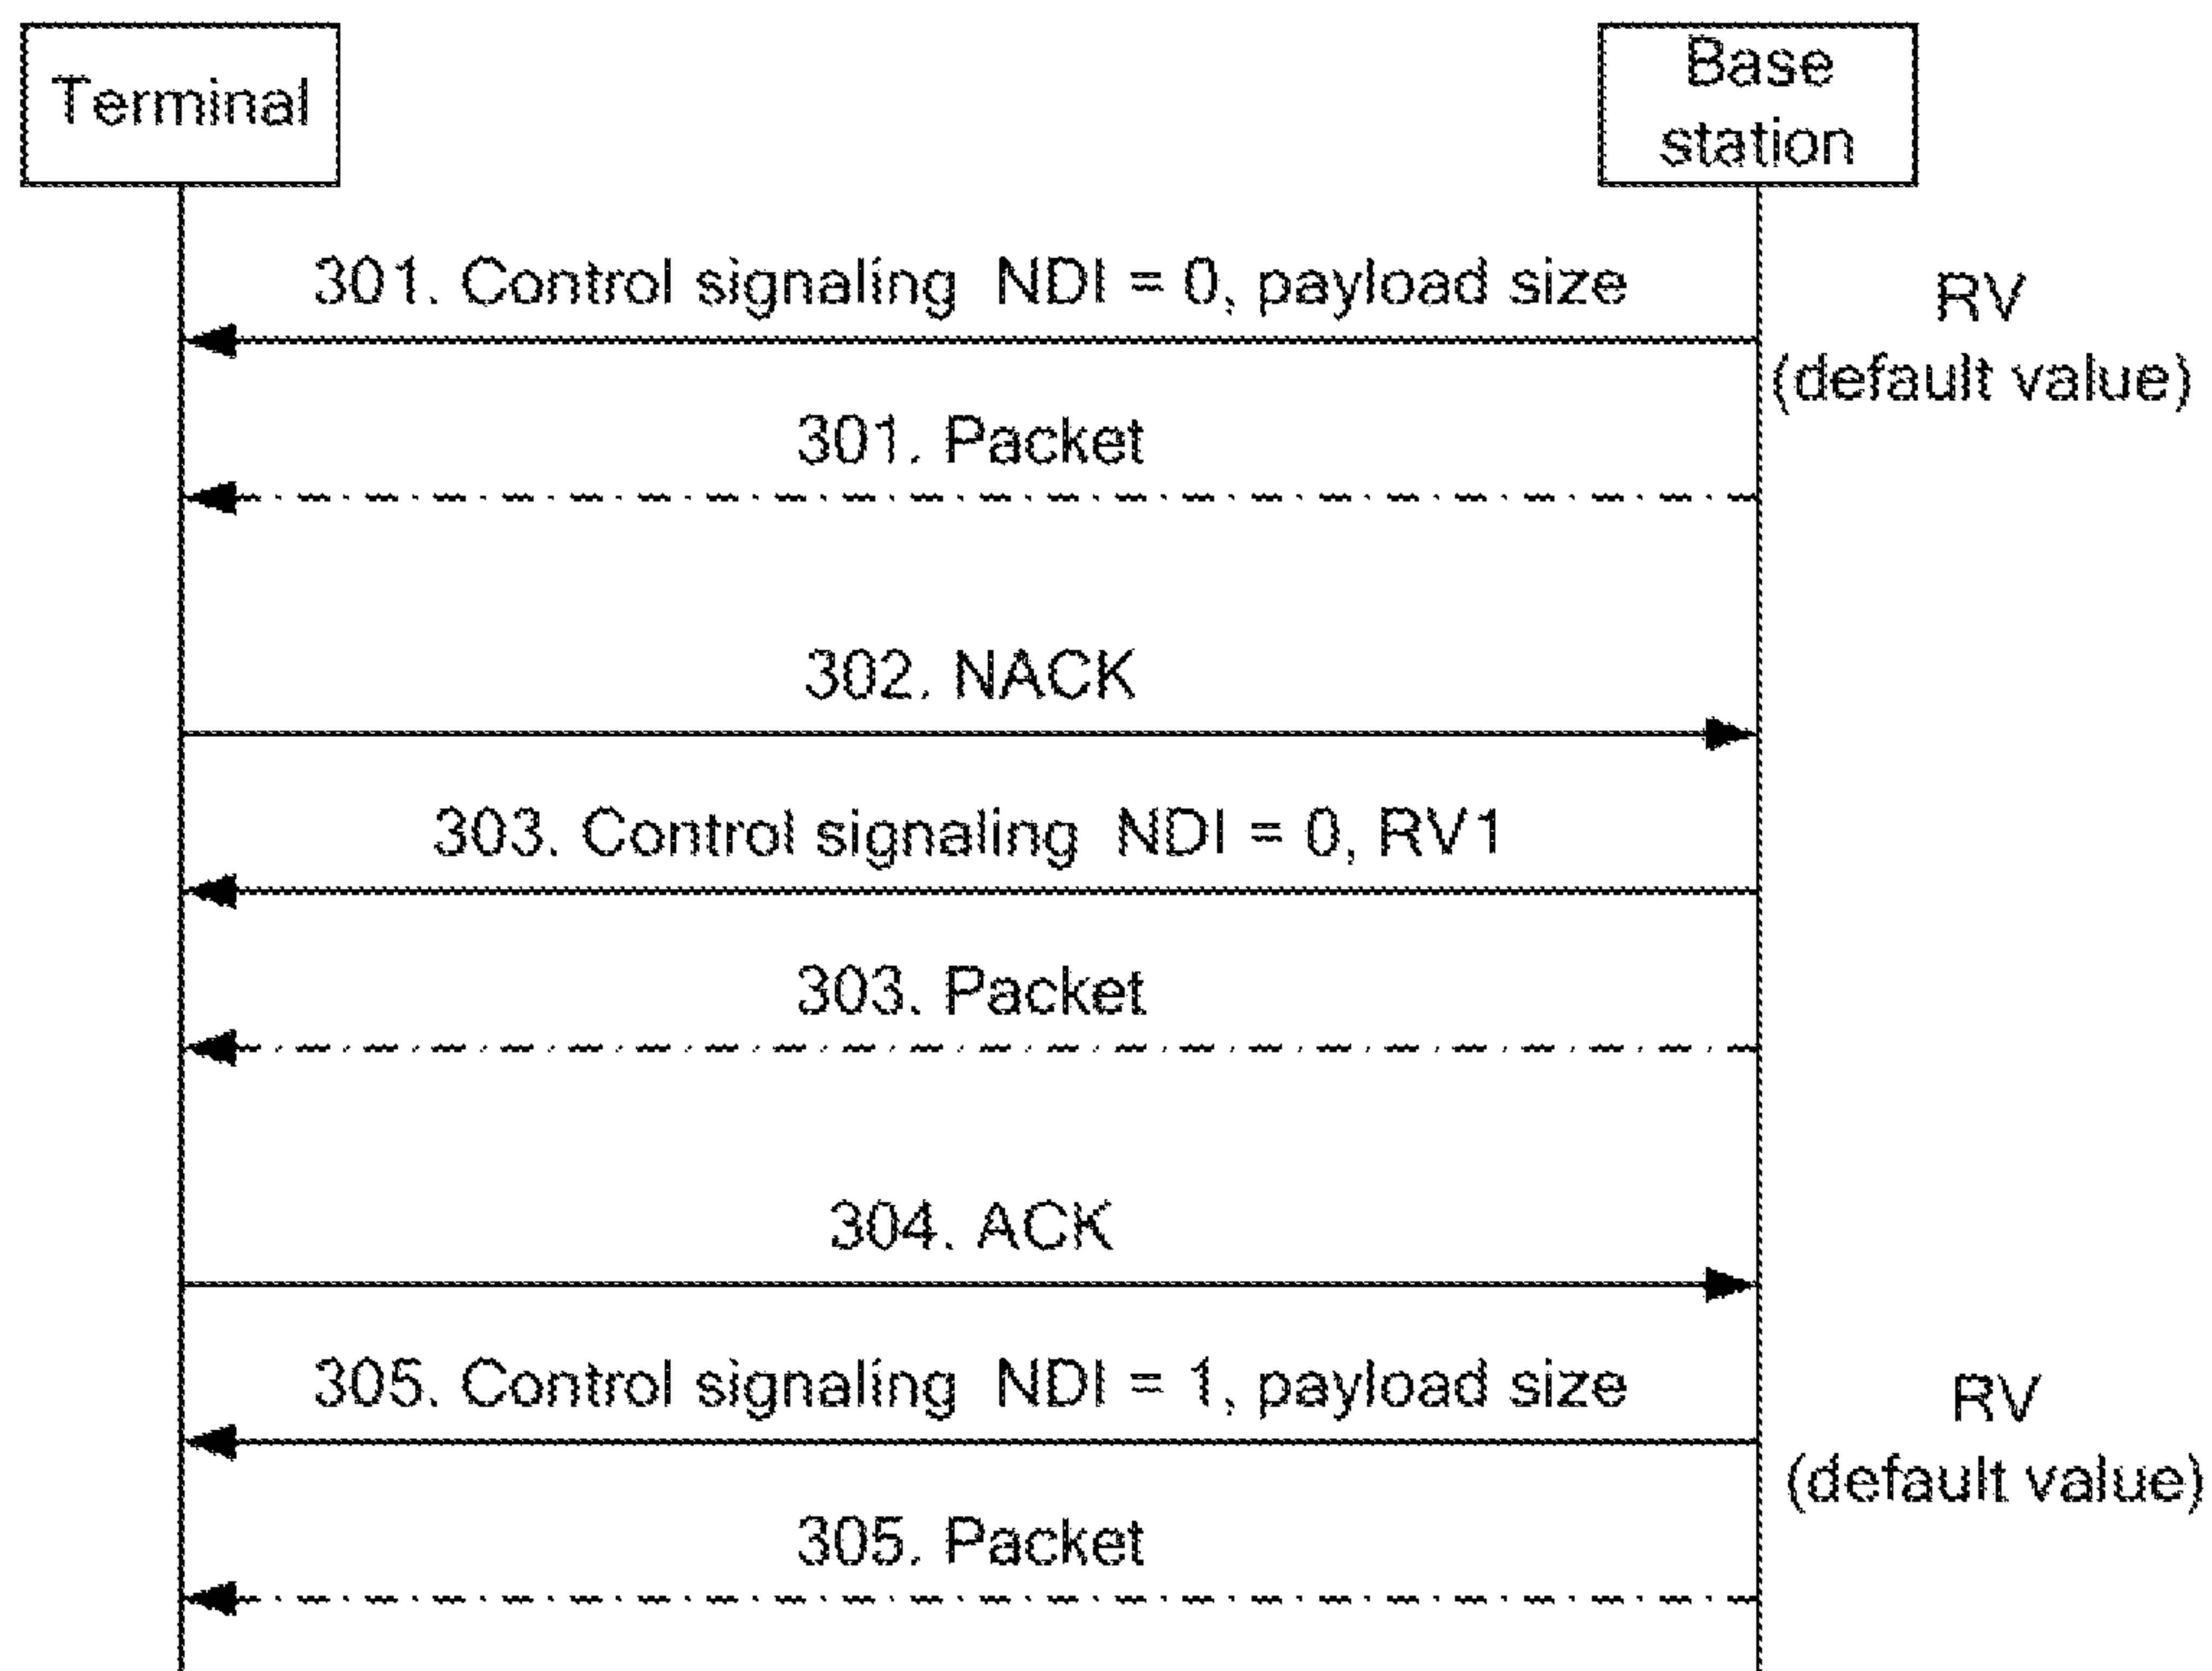 Terminal
Base
station
301. Control signaling NDI = 0, payload size
RV
(default value)
301. Packet
302. NACK
303. Control signaling NDI = 0, RV1
303. Packet
304. ACK
305. Control signaling NDI = 1, payload size
RV
(default value)
305. Packet